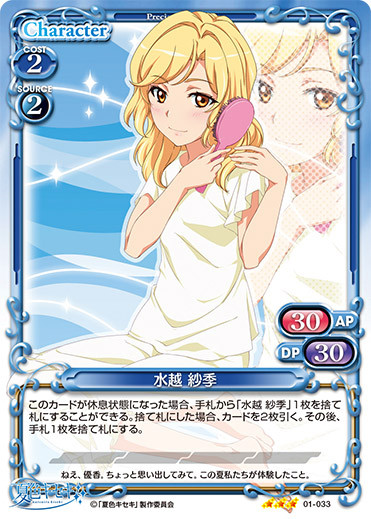 Preci
Character
COST
2
SOURCE
2
30 AP
DP 30
水越 紗季
このカードが休息状態になった場合、手札から「水越 紗季」1枚を捨て
札にすることができる。捨て札にした場合、カードを2枚引く。その後、
手札1枚を捨て札にする。
ねえ、優香。ちょっと思い出してみて。この夏私たちが体験したこと。
夏色キセキ
©「夏色キセキ」製作委員会
01-033